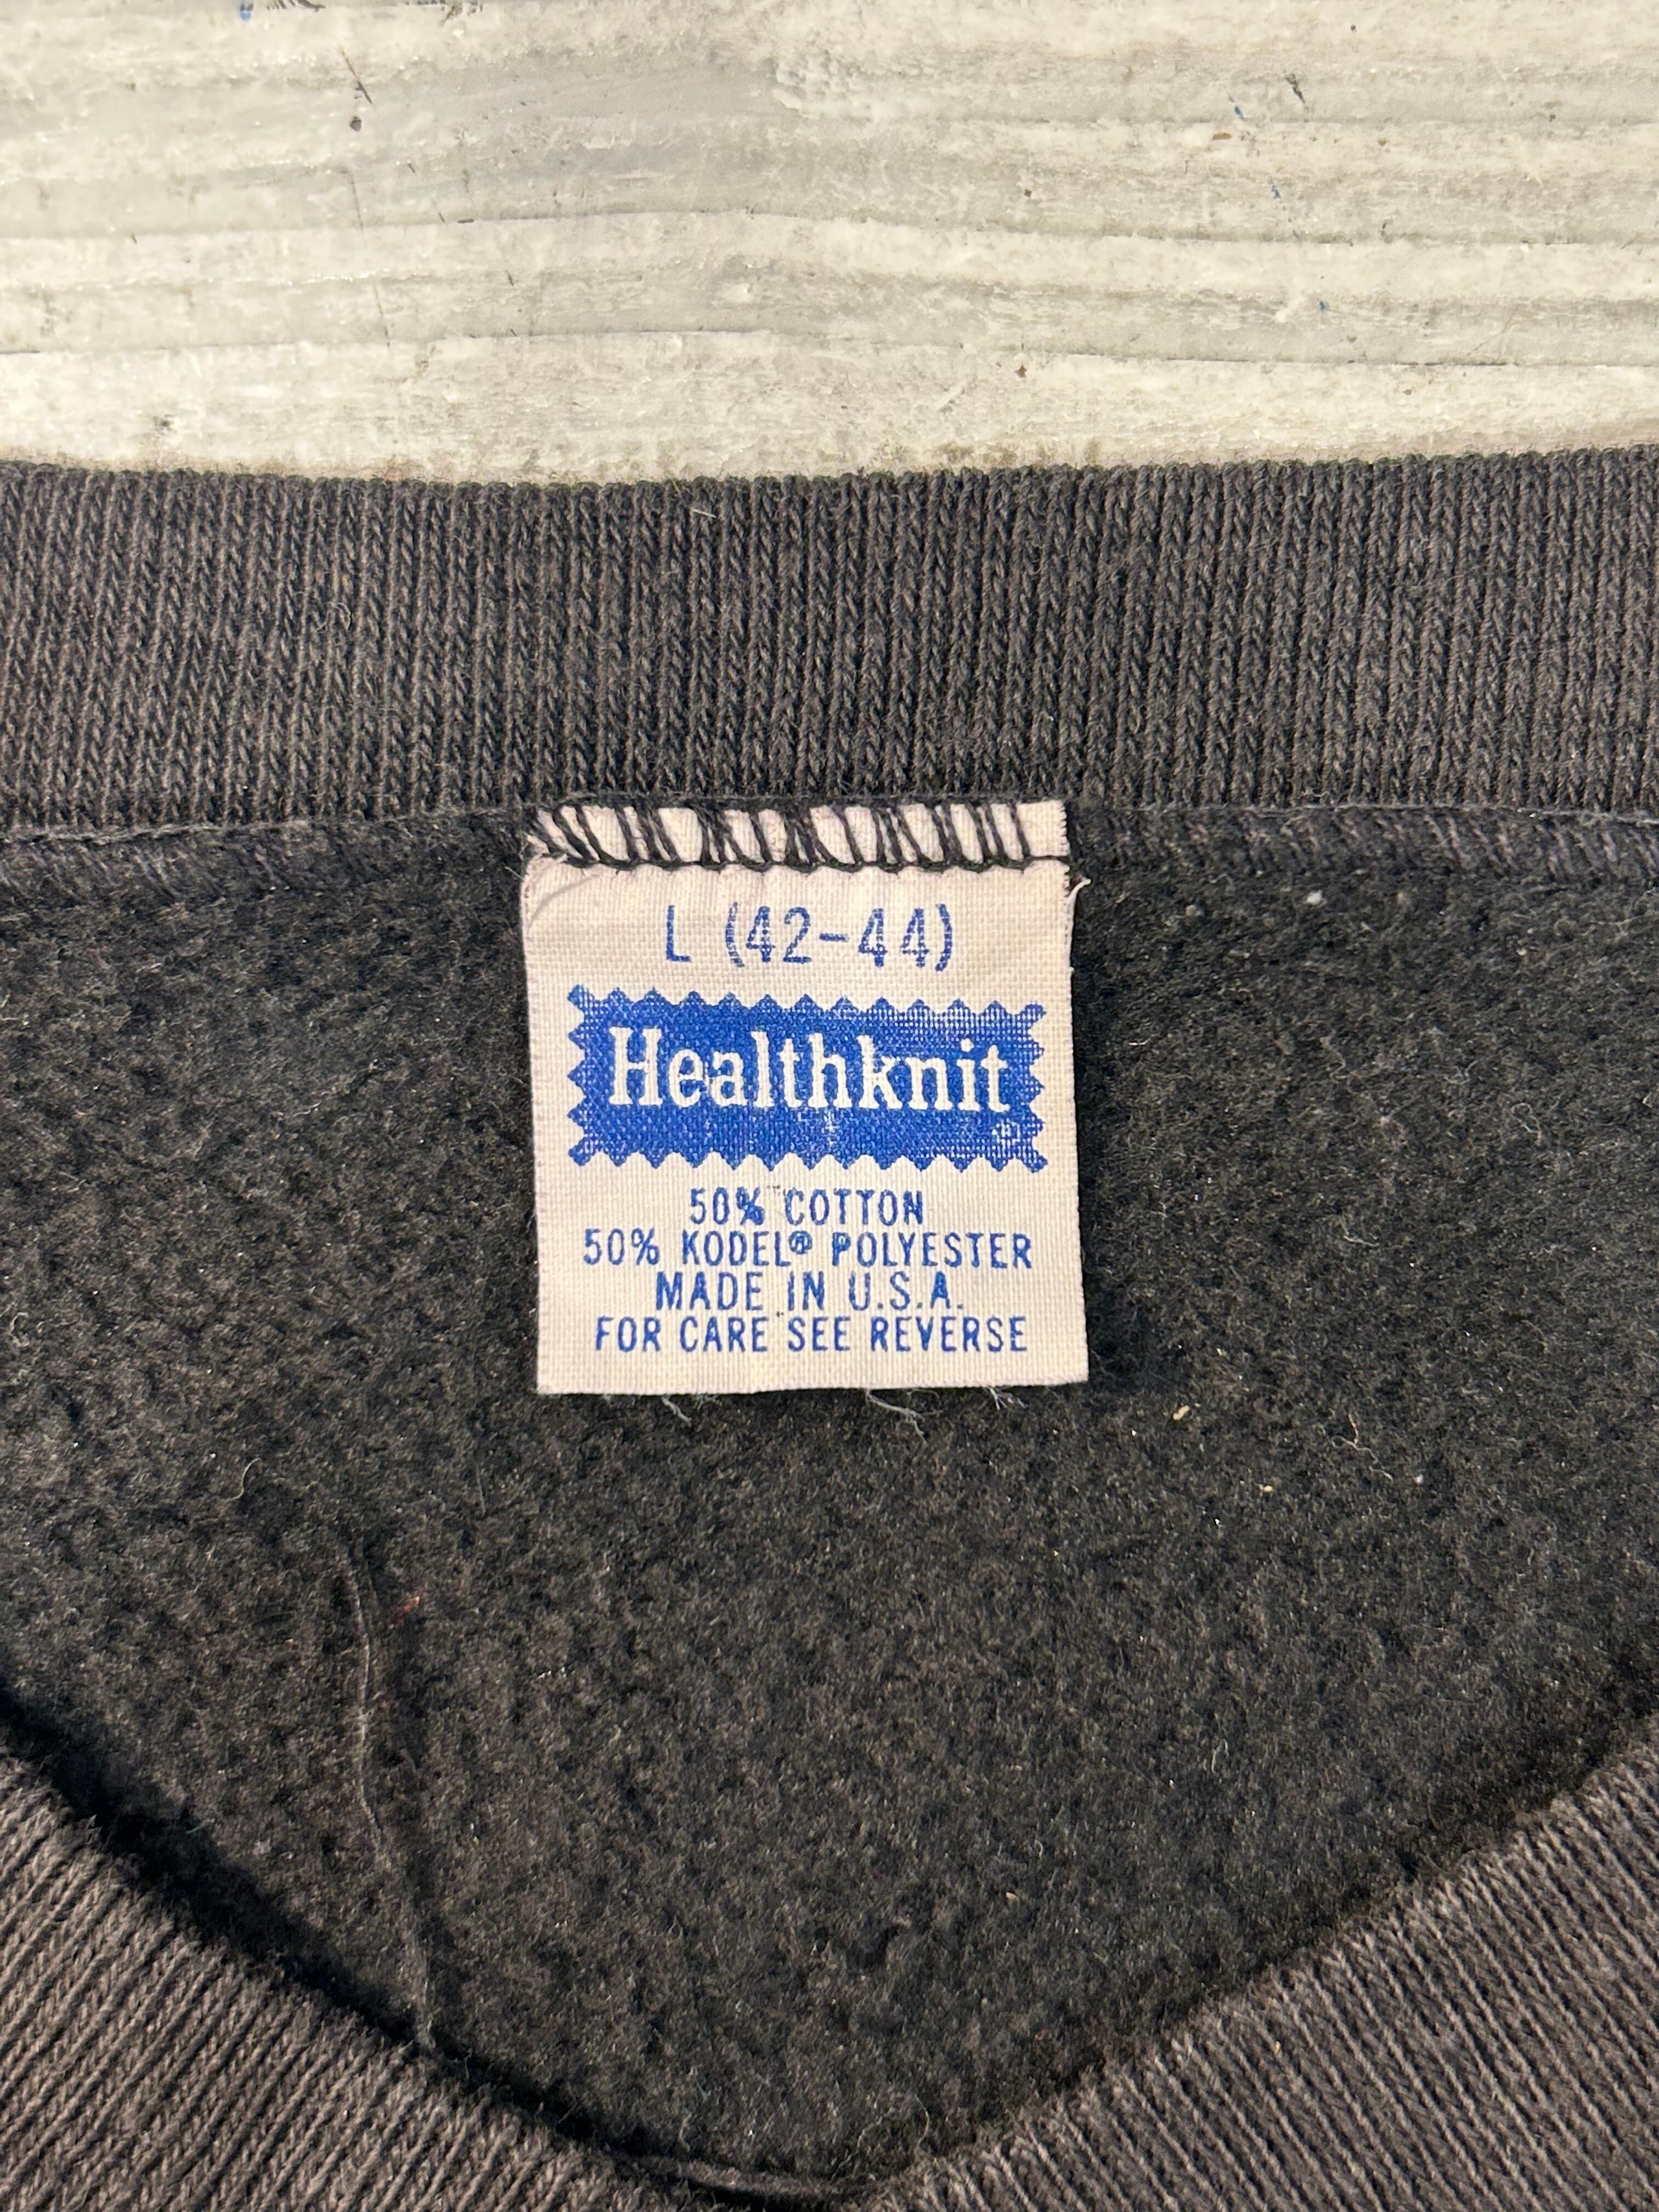 L (42-44)
Healthknit
50% COTTON
50% KODEL® POLYESTER
MADE IN U.S.A.
FOR CARE SEE REVERSE